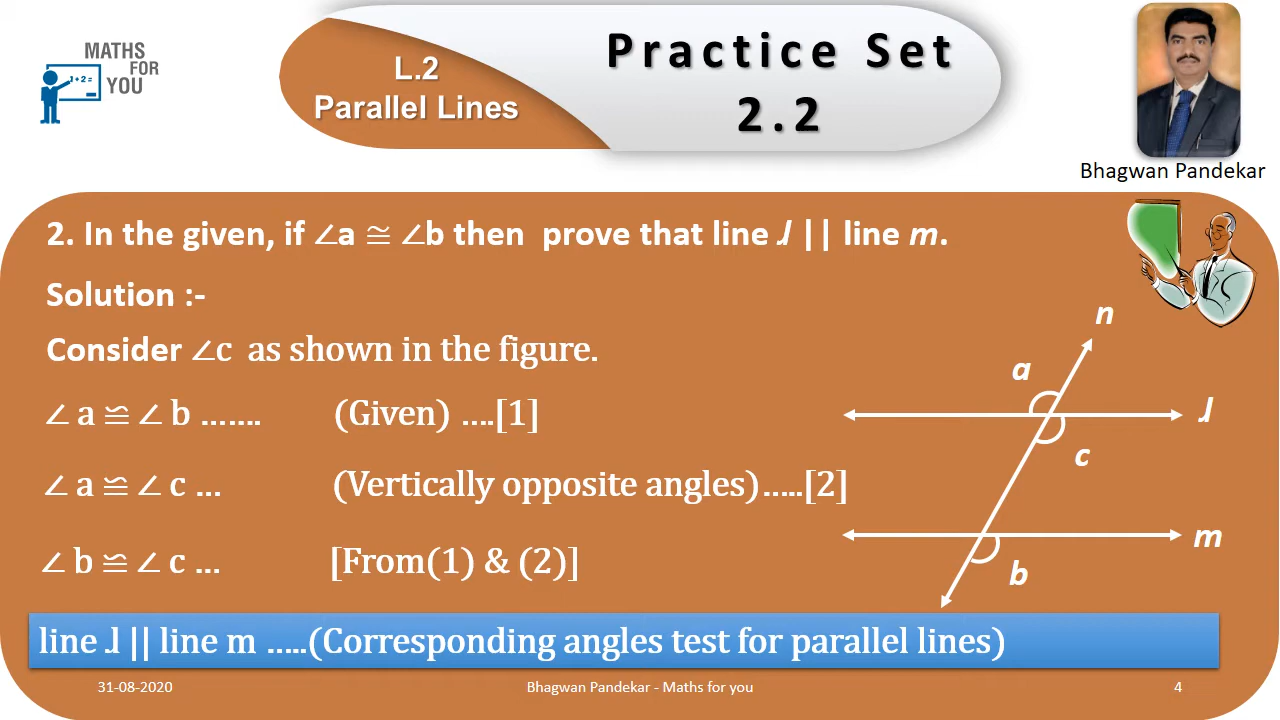 MATHS
FOR
YOU
1+2=
L.2
Parallel Lines
Practice Set
2.2
Bhagwan Pandekar
2. In the given, if ∠a ≅ ∠b then prove that line l || line m.
Solution :-
Consider ∠c as shown in the figure.
∠ a ≌ ∠ b ....... (Given) ....[1]
∠ a ≌ ∠ c ... (Vertically opposite angles).....[2]
∠ b ≌ ∠ c ... [From(1) & (2)]
line l || line m .....(Corresponding angles test for parallel lines)
n
a
l
c
m
b
31-08-2020
Bhagwan Pandekar - Maths for you
4